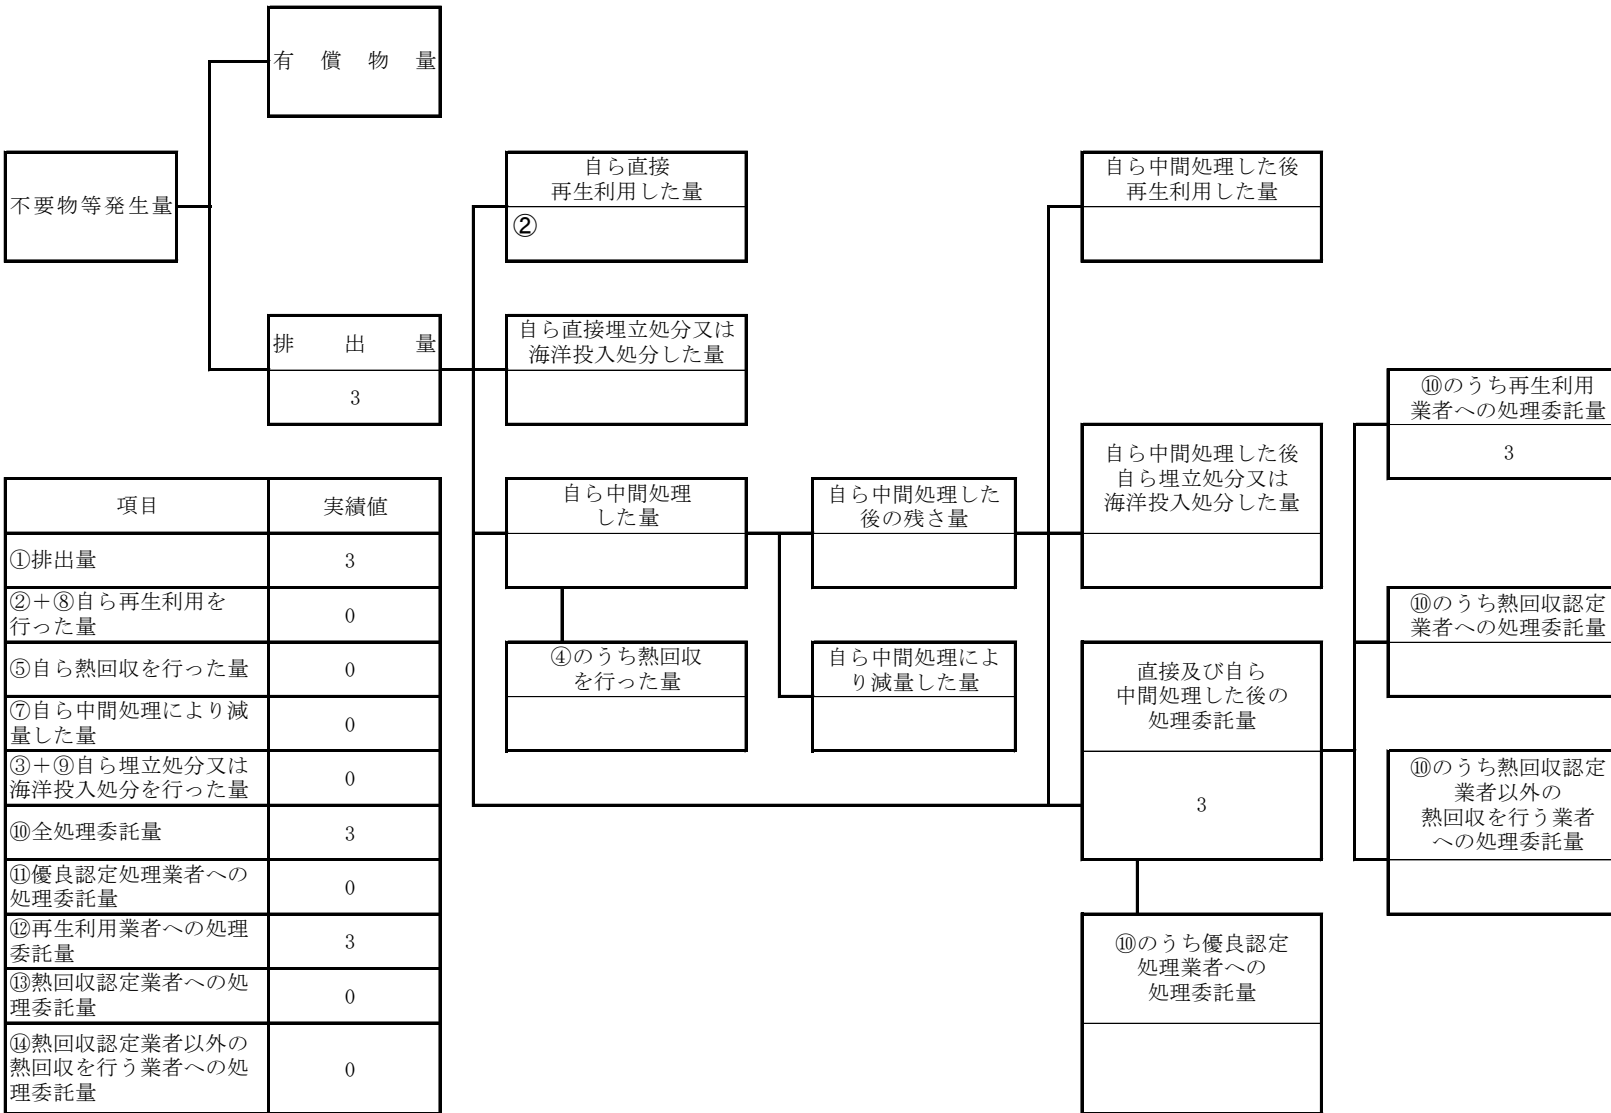 有償物量
不要物等発生量
排出量
3
自ら直接
再生利用した量
②
自ら直接埋立処分又は
海洋投入処分した量
自ら中間処理
した量
④のうち熱回収
を行った量
自ら中間処理した
後の残さ量
自ら中間処理によ
り減量した量
自ら中間処理した後
再生利用した量
自ら中間処理した後
自ら埋立処分又は
海洋投入処分した量
直接及び自ら
中間処理した後の
処理委託量
3
⑩のうち優良認定
処理業者への
処理委託量
⑩のうち再生利用
業者への処理委託量
3
⑩のうち熱回収認定
業者への処理委託量
⑩のうち熱回収認定
業者以外の
熱回収を行う業者
への処理委託量
項目 実績値
①排出量 3
②+⑧自ら再生利用を
行った量 0
⑤自ら熱回収を行った量 0
⑦自ら中間処理により減
量した量 0
③+⑨自ら埋立処分又は
海洋投入処分を行った量 0
⑩全処理委託量 3
⑪優良認定処理業者への
処理委託量 0
⑫再生利用業者への処理
委託量 3
⑬熱回収認定業者への処
理委託量 0
⑭熱回収認定業者以外の
熱回収を行う業者への処 0
理委託量